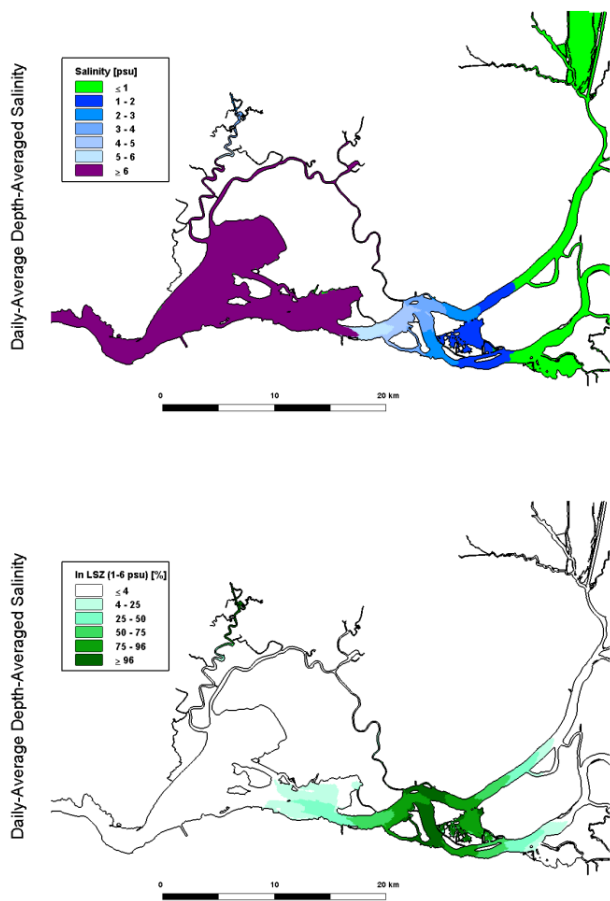 Daily-Average Depth-Averaged Salinity
Salinity [psu]
≤ 1
1 - 2
2 - 3
3 - 4
4 - 5
5 - 6
≥ 6
0 10 20 km
Daily-Average Depth-Averaged Salinity
In LSZ (1-6 psu) [%]
≤ 4
4 - 25
25 - 50
50 - 75
75 - 96
≥ 96
0 10 20 km